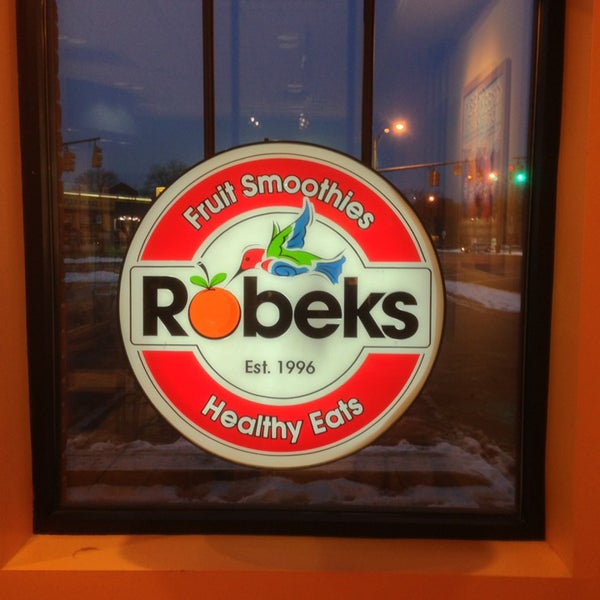 Fruit Smoothies
Robeks
Est. 1996
Healthy Eats